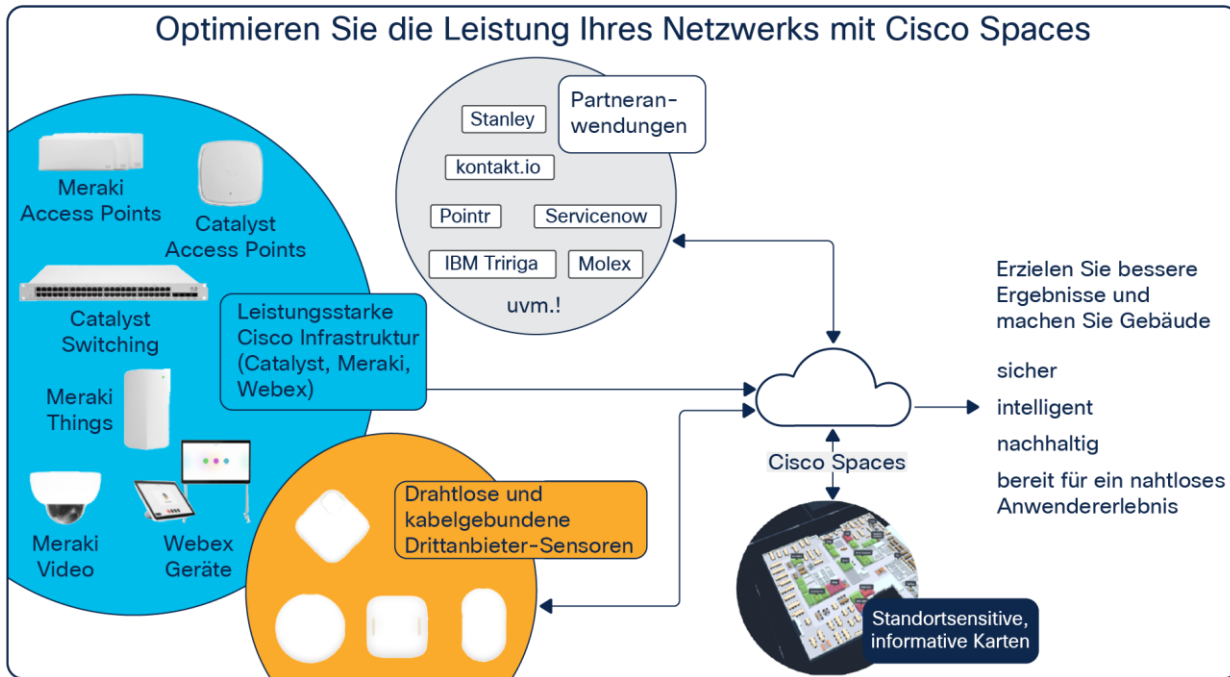 Optimieren Sie die Leistung Ihres Netzwerks mit Cisco Spaces
Meraki
Access Points
Catalyst
Access Points
Catalyst
Switching
Meraki
Things
Meraki
Video
Webex
Geräte
Leistungsstarke
Cisco Infrastruktur
(Catalyst, Meraki,
Webex)
Partneran-
wendungen
Stanley
kontakt.io
Pointr
Servicenow
IBM Tririga
Molex
uvm.!
Drahtlose und
kabelgebundene
Drittanbieter-Sensoren
Cisco Spaces
Standortsensitive,
informative Karten
Erzielen Sie bessere
Ergebnisse und
machen Sie Gebäude
sicher
intelligent
nachhaltig
bereit für ein nahtloses
Anwendererlebnis